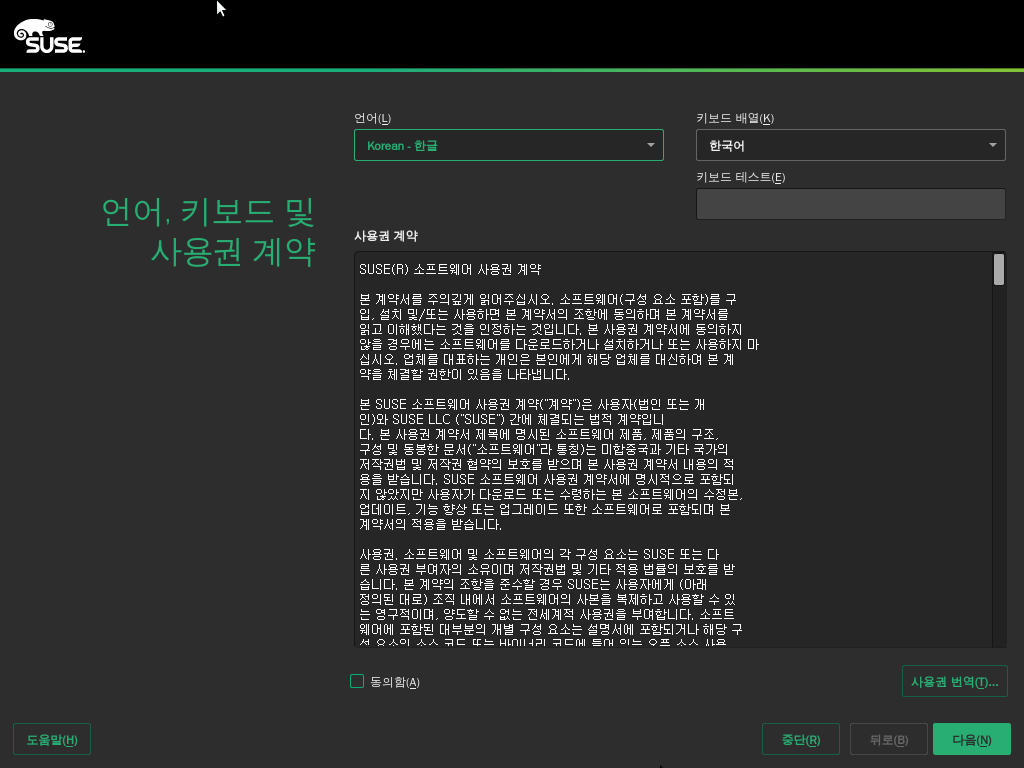 SUSE.
언어(L)
Korean - 한글
키보드 배열(K)
한국어
키보드 테스트(E)
언어, 키보드 및
사용권 계약
사용권 계약
SUSE(R) 소프트웨어 사용권 계약
본 계약서를 주의깊게 읽어주십시오. 소프트웨어(구성 요소 포함)를 구
입, 설치 및/또는 사용하면 본 계약서의 조항에 동의하며 본 계약서를
읽고 이해했다는 것을 인정하는 것입니다. 본 사용권 계약서에 동의하지
않을 경우에는 소프트웨어를 다운로드하거나 설치하거나 또는 사용하지 마
십시오. 업체를 대표하는 개인은 본인에게 해당 업체를 대신하여 본 계
약을 체결할 권한이 있음을 나타냅니다.
본 SUSE 소프트웨어 사용권 계약("계약")은 사용자(법인 또는 개
인)와 SUSE LLC ("SUSE") 간에 체결되는 법적 계약입니
다. 본 사용권 계약서 제목에 명시된 소프트웨어 제품, 제품의 구조,
구성 및 동봉한 문서("소프트웨어"라 통칭)는 미합중국과 기타 국가의
저작권법 및 저작권 협약의 보호를 받으며 본 사용권 계약서 내용의 적
용을 받습니다. SUSE 소프트웨어 사용권 계약서에 명시적으로 포함되
지 않았지만 사용자가 다운로드 또는 수령하는 본 소프트웨어의 수정본,
업데이트, 기능 향상 또는 업그레이드 또한 소프트웨어로 포함되며 본
계약서의 적용을 받습니다.
사용권. 소프트웨어 및 소프트웨어의 각 구성 요소는 SUSE 또는 다
른 사용권 부여자의 소유이며 저작권법 및 기타 적용 법률의 보호를 받
습니다. 본 계약의 조항을 준수할 경우 SUSE는 사용자에게 (아래
정의된 대로) 조직 내에서 소프트웨어의 사본을 복제하고 사용할 수 있
는 영구적이며, 양도할 수 없는 전세계적 사용권을 부여합니다. 소프트
웨어에 포함된 대부분의 개별 구성 요소는 설명서에 포함되거나 해당 구
성 요소의 소스 코드 또는 바이너리 코드에 들어 있는 오픈 소스 사용
동의함(A)
사용권 번역(T)...
도움말(H)
중단(R)
뒤로(B)
다음(N)